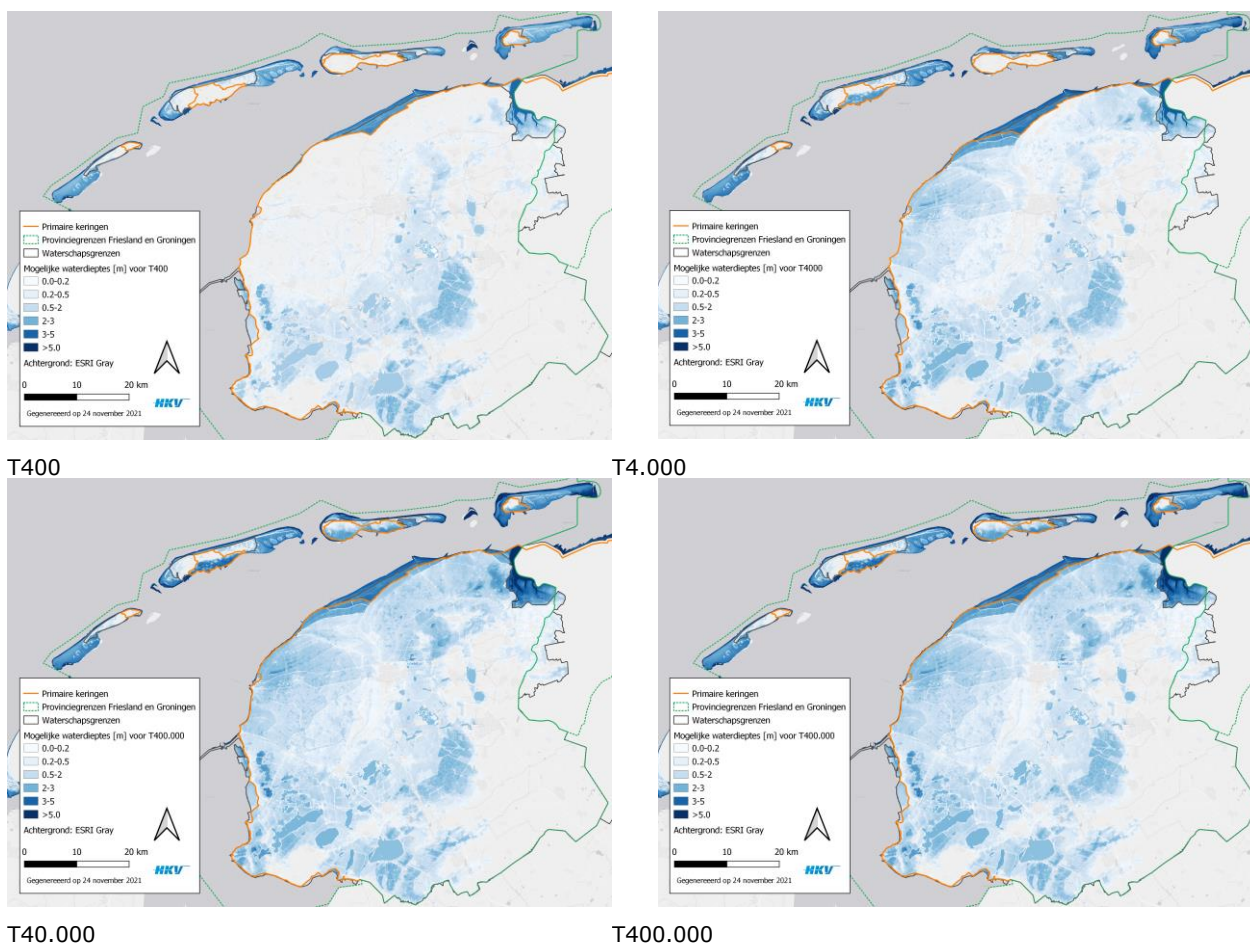 Primaire keringen
Provinciegrenzen Friesland en Groningen
Waterschapsgrenzen
Mogelijke waterdieptes [m] voor T400
0.0-0.2
0.2-0.5
0.5-2
2-3
3-5
>5.0
Achtergrond: ESRI Gray
0 10 20 km
Gegenereerd op 24 november 2021
HKV
T400
Primaire keringen
Provinciegrenzen Friesland en Groningen
Waterschapsgrenzen
Mogelijke waterdieptes [m] voor T4000
0.0-0.2
0.2-0.5
0.5-2
2-3
3-5
>5.0
Achtergrond: ESRI Gray
0 10 20 km
Gegenereerd op 24 november 2021
HKV
T4.000
Primaire keringen
Provinciegrenzen Friesland en Groningen
Waterschapsgrenzen
Mogelijke waterdieptes [m] voor T400.000
0.0-0.2
0.2-0.5
0.5-2
2-3
3-5
>5.0
Achtergrond: ESRI Gray
0 10 20 km
Gegenereerd op 24 november 2021
HKV
T40.000
Primaire keringen
Provinciegrenzen Friesland en Groningen
Waterschapsgrenzen
Mogelijke waterdieptes [m] voor T400.000
0.0-0.2
0.2-0.5
0.5-2
2-3
3-5
>5.0
Achtergrond: ESRI Gray
0 10 20 km
Gegenereerd op 24 november 2021
HKV
T400.000